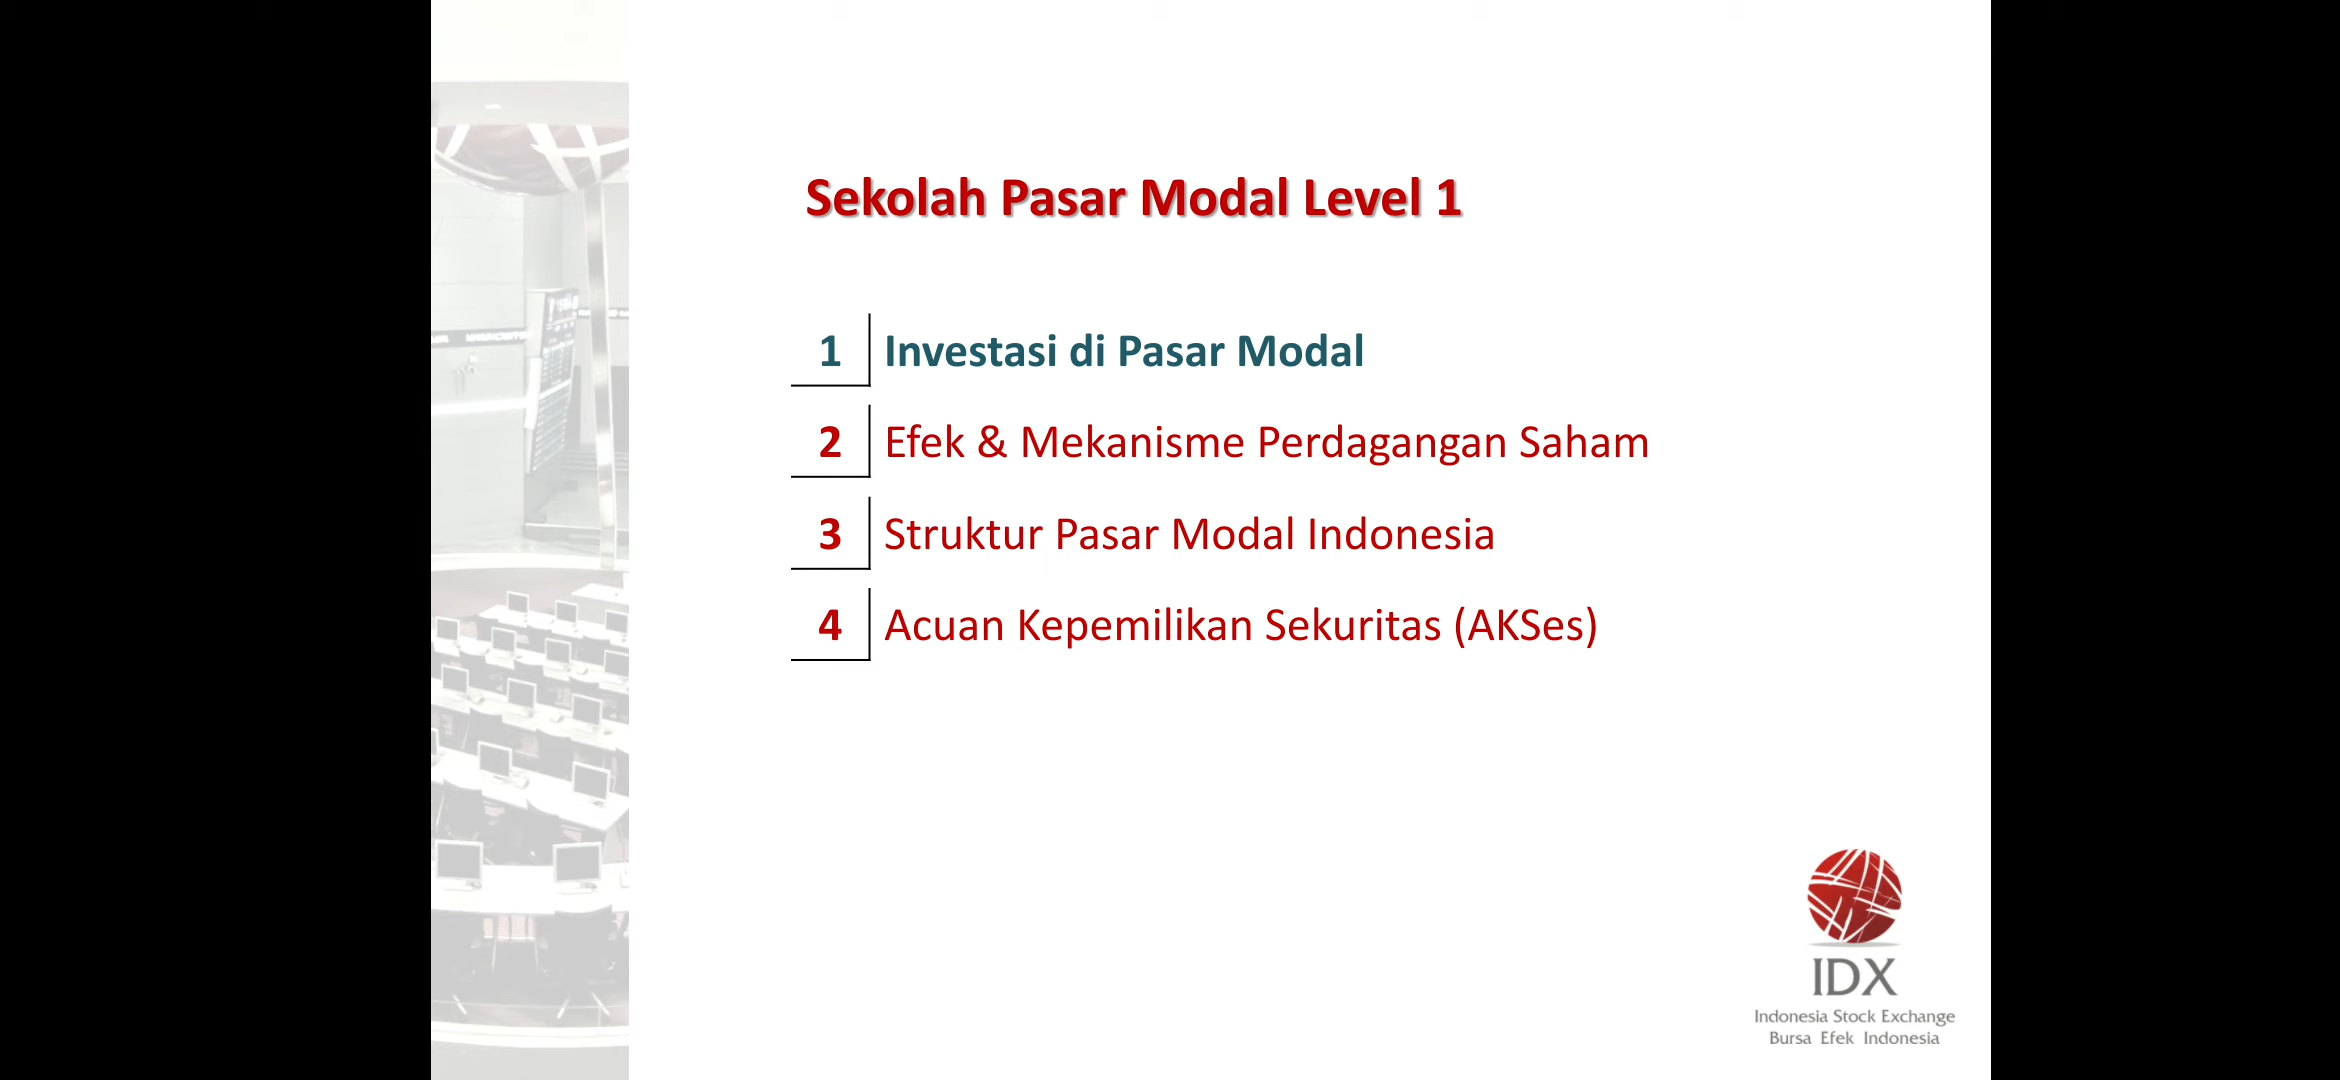 Sekolah Pasar Modal Level 1
1 Investasi di Pasar Modal
2 Efek & Mekanisme Perdagangan Saham
3 Struktur Pasar Modal Indonesia
4 Acuan Kepemilikan Sekuritas (AKSes)
IDX
Indonesia Stock Exchange
Bursa Efek Indonesia